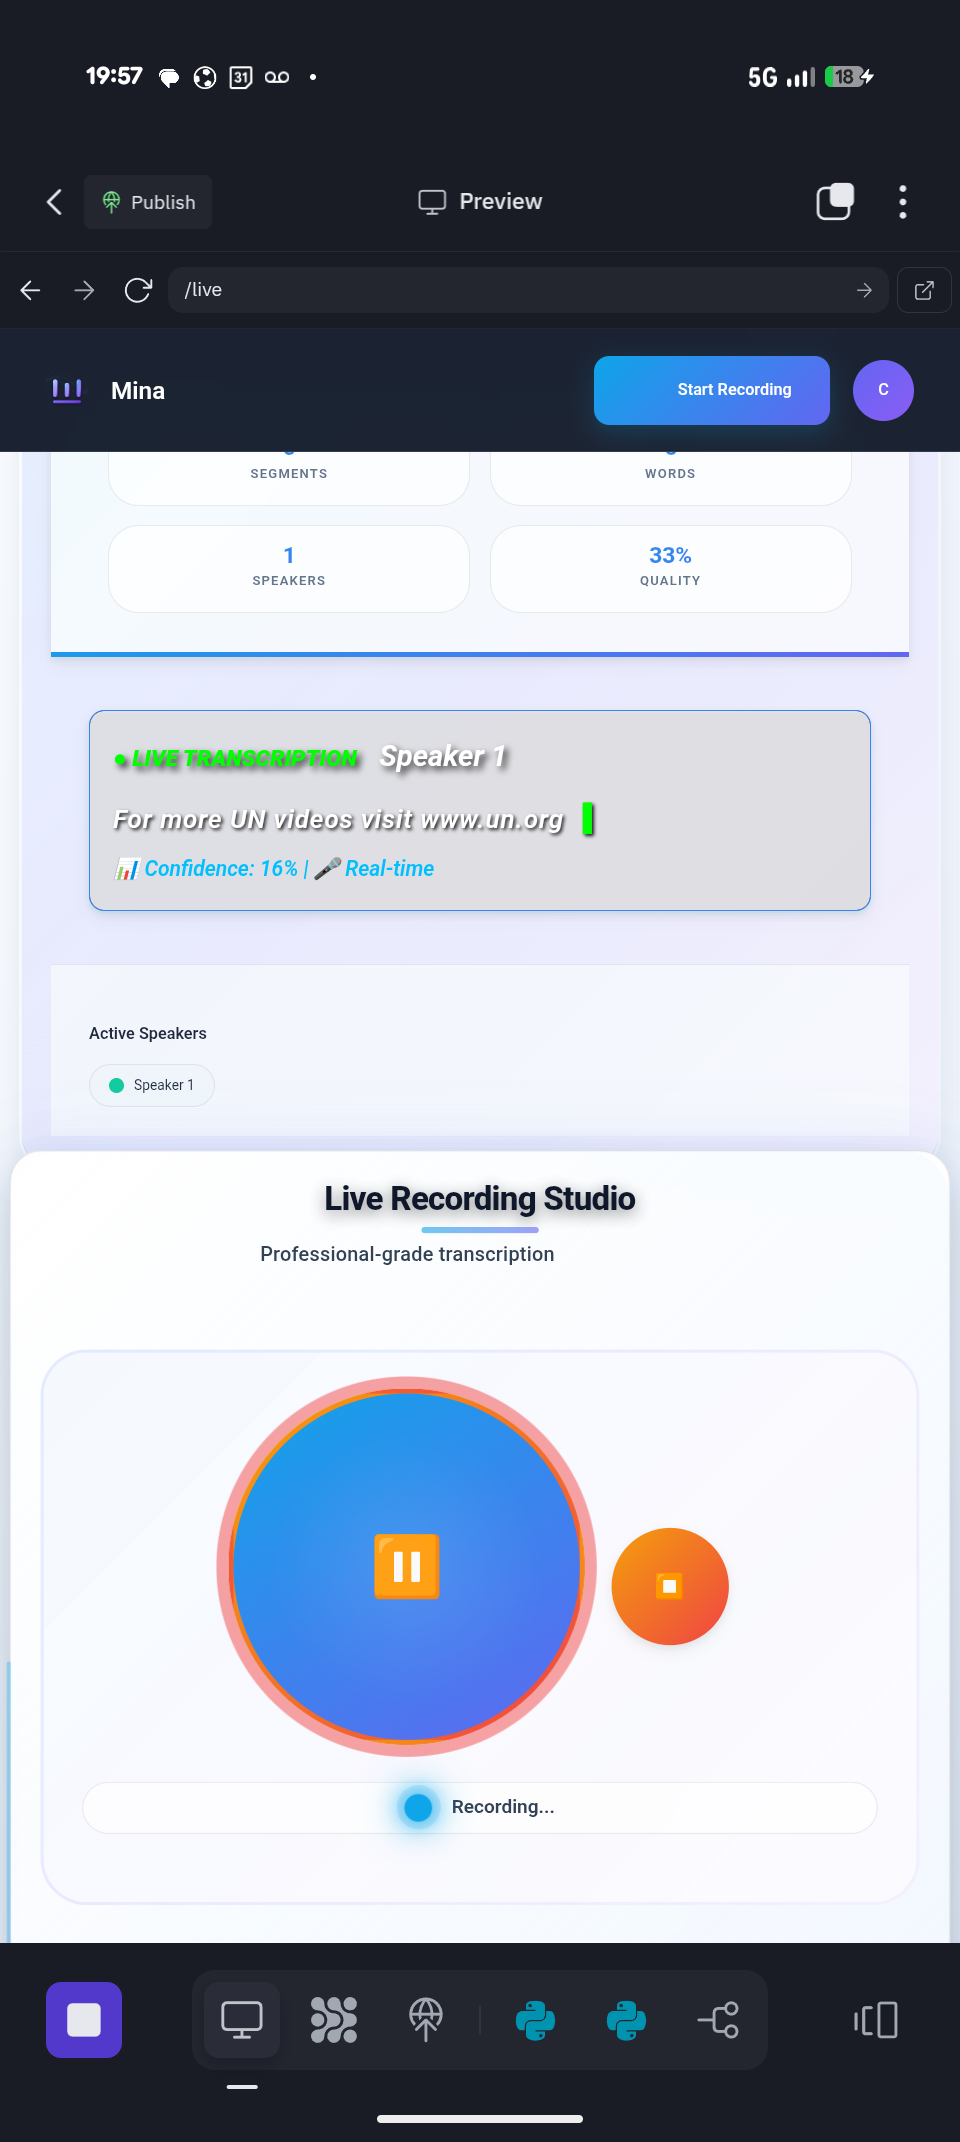 19:57
31
5G
18
Publish
Preview
/live
Mina
Start Recording
C
SEGMENTS
WORDS
1
SPEAKERS
33%
QUALITY
● LIVE TRANSCRIPTION Speaker 1
For more UN videos visit www.un.org
📊 Confidence: 16% | 🎤 Real-time
Active Speakers
Speaker 1
Live Recording Studio
Professional-grade transcription
Recording...